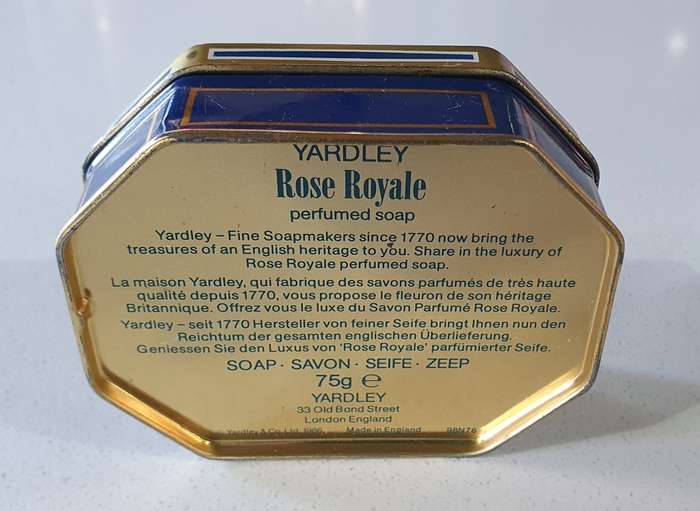 YARDLEY
Rose Royale
perfumed soap
Yardley – Fine Soapmakers since 1770 now bring the
treasures of an English heritage to you. Share in the luxury of
Rose Royale perfumed soap.
La maison Yardley, qui fabrique des savons parfumés de très haute
qualité depuis 1770, vous propose le fleuron de son héritage
Britannique. Offrez vous le luxe du Savon Parfumé Rose Royale.
Yardley – seit 1770 Hersteller von feiner Seife bringt Ihnen nun den
Reichtum der gesamten englischen Überlieferung.
Geniessen Sie den Luxus von 'Rose Royale' parfümierter Seife.
SOAP · SAVON · SEIFE · ZEEP
75g ℮
YARDLEY
33 Old Bond Street
London England
Yardley & Co. Ltd. Made in England 98N76